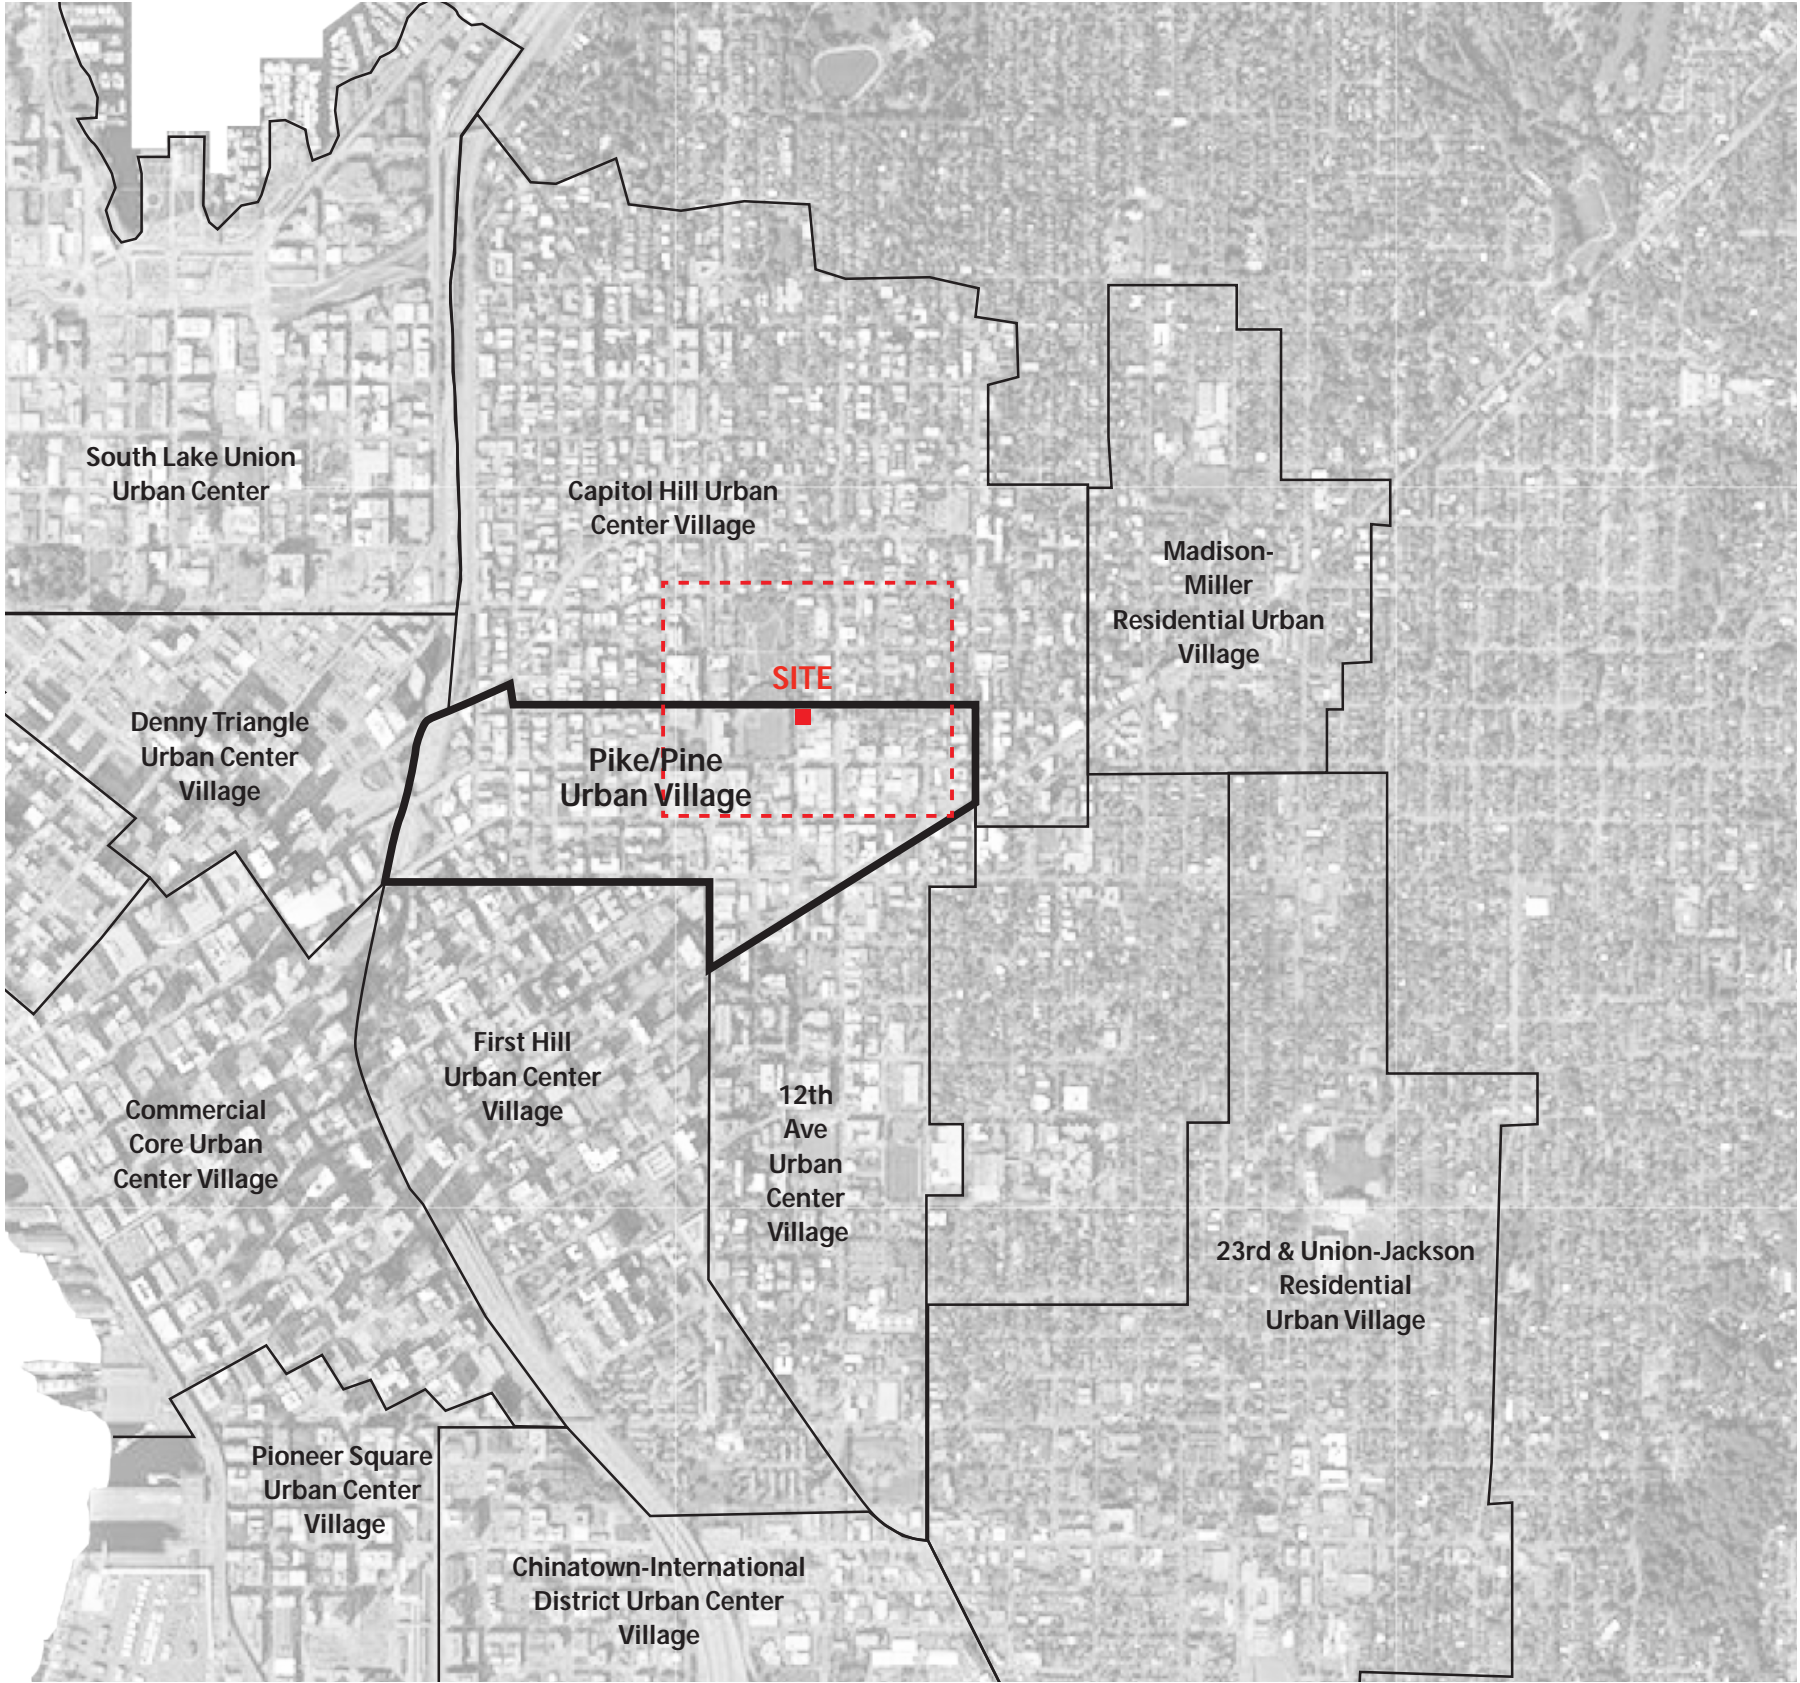 South Lake Union
Urban Center
Capitol Hill Urban
Center Village
Madison-
Miller
Residential Urban
Village
SITE
Denny Triangle
Urban Center
Village
Pike/Pine
Urban Village
First Hill
Urban Center
Village
Commercial
Core Urban
Center Village
12th
Ave
Urban
Center
Village
23rd & Union-Jackson
Residential
Urban Village
Pioneer Square
Urban Center
Village
Chinatown-International
District Urban Center
Village